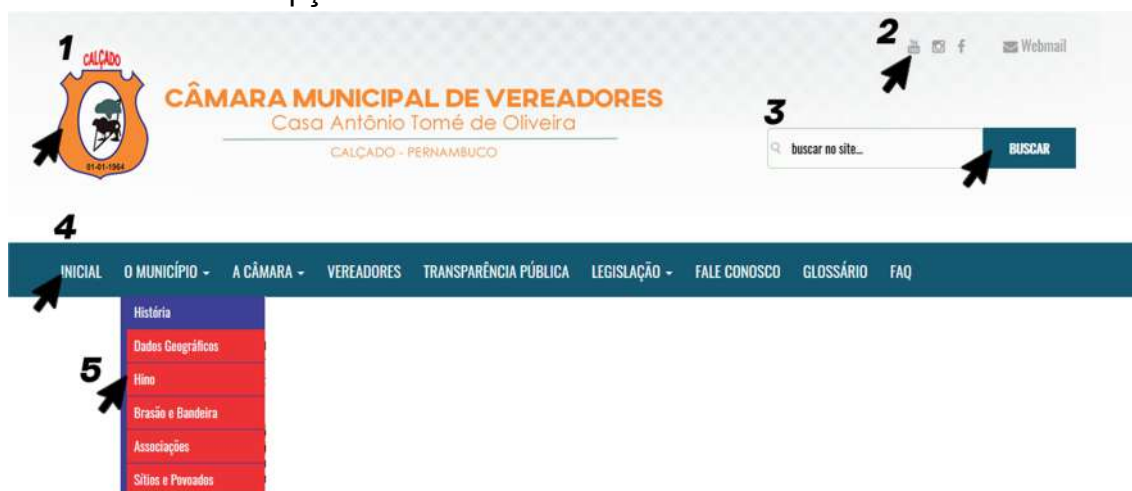 1
CALÇADO
01-01-1964
CÂMARA MUNICIPAL DE VEREADORES
Casa Antônio Tomé de Oliveira
CALÇADO - PERNAMBUCO
2
Webmail
3
buscar no site...
BUSCAR
4
INICIAL O MUNICÍPIO A CÂMARA VEREADORES TRANSPARÊNCIA PÚBLICA LEGISLAÇÃO FALE CONOSCO GLOSSÁRIO FAQ
História
Dados Geográficos
5
Hino
Brasão e Bandeira
Associações
Sítios e Povoados